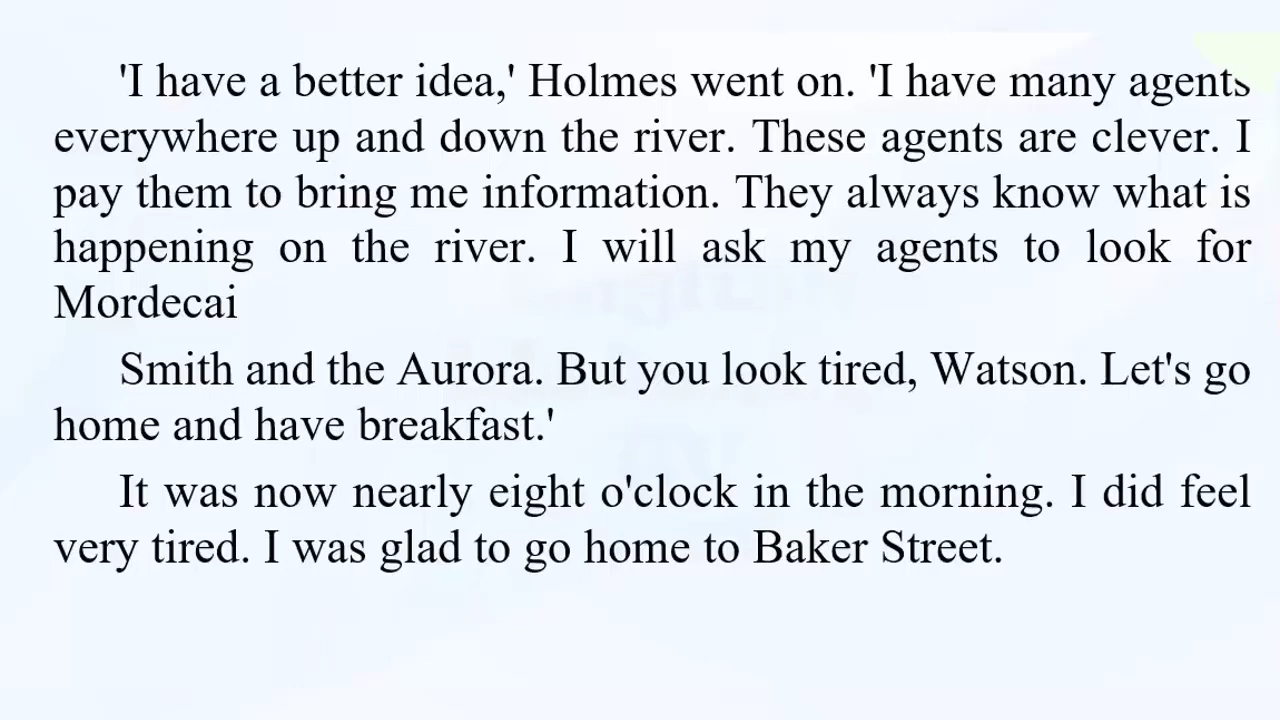 'I have a better idea,' Holmes went on. 'I have many agents
everywhere up and down the river. These agents are clever. I
pay them to bring me information. They always know what is
happening on the river. I will ask my agents to look for
Mordecai
Smith and the Aurora. But you look tired, Watson. Let's go
home and have breakfast.'
It was now nearly eight o'clock in the morning. I did feel
very tired. I was glad to go home to Baker Street.